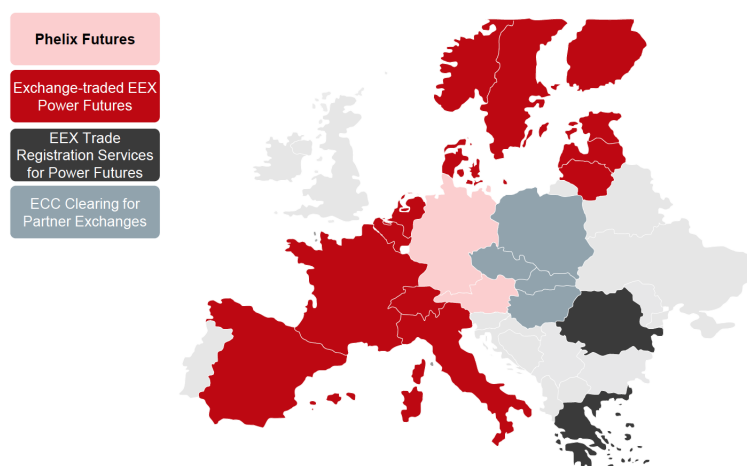 Phelix Futures
Exchange-traded EEX
Power Futures
EEX Trade
Registration Services
for Power Futures
ECC Clearing for
Partner Exchanges